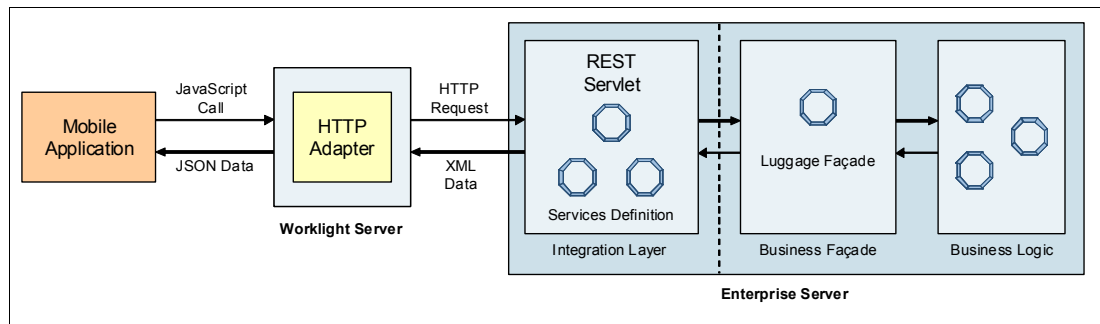 Mobile
Application
JavaScript
Call
JSON Data
HTTP
Adapter
Worklight Server
HTTP
Request
XML
Data
REST
Servlet
Services Definition
Integration Layer
Luggage Façade
Business Façade
Business Logic
Enterprise Server